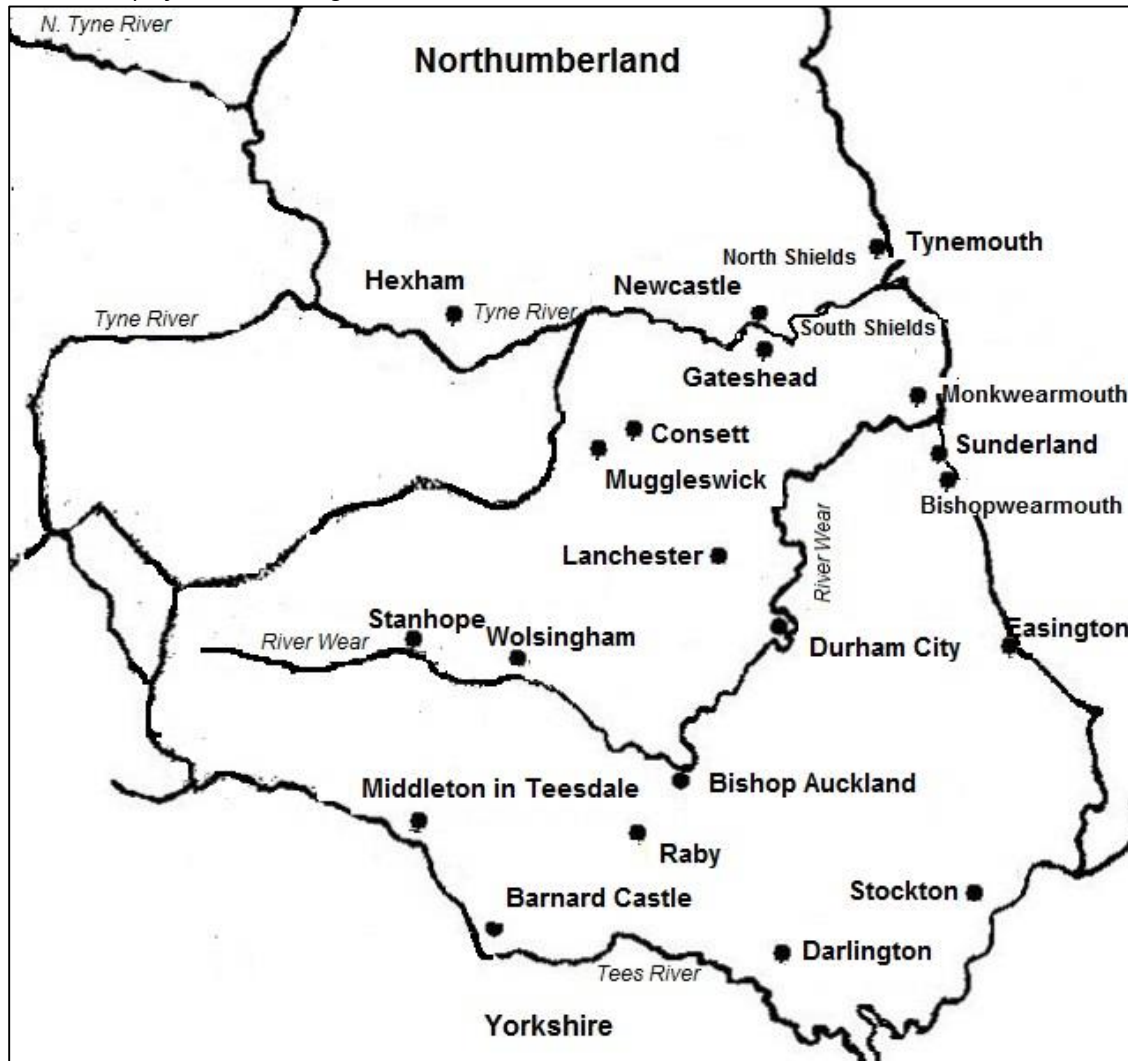 N. Tyne River
Northumberland
Tynemouth
North Shields
Hexham
Newcastle
Tyne River
Tyne River
South Shields
Gateshead
Monkwearmouth
Consett
Sunderland
Muggleswick
Bishopwearmouth
Lanchester
River Wear
Stanhope
Wolsingham
River Wear
Durham City
Easington
Middleton in Teesdale
Bishop Auckland
Raby
Barnard Castle
Stockton
Darlington
Tees River
Yorkshire